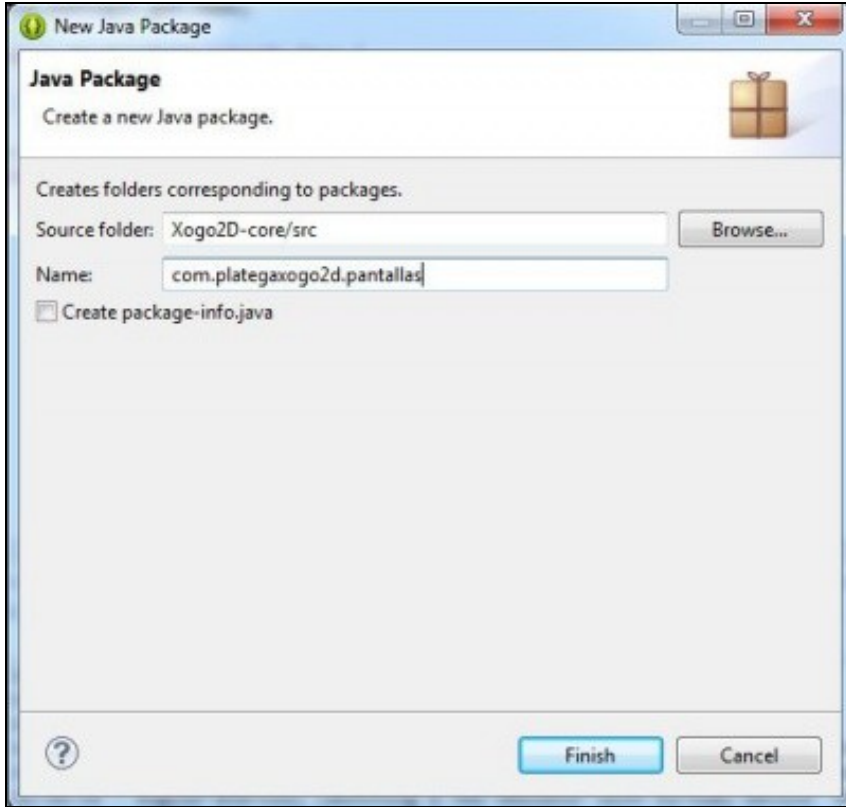 New Java Package
Java Package
Create a new Java package.
Creates folders corresponding to packages.
Source folder: Xogo2D-core/src Browse...
Name: com.plategaxogo2d.pantallas
Create package-info.java
? Finish Cancel